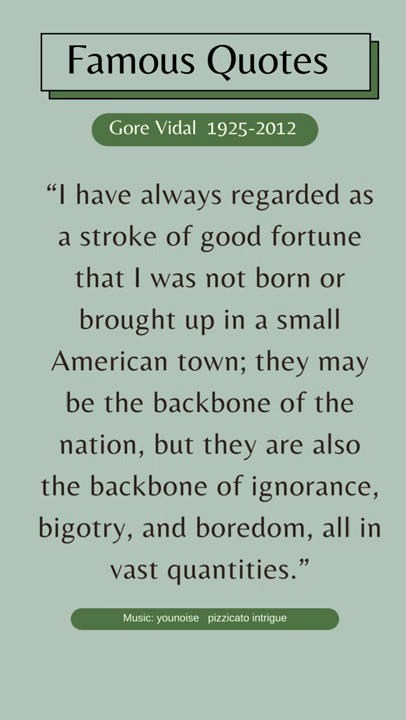 Famous Quotes
Gore Vidal 1925-2012
“I have always regarded as
a stroke of good fortune
that I was not born or
brought up in a small
American town; they may
be the backbone of the
nation, but they are also
the backbone of ignorance,
bigotry, and boredom, all in
vast quantities.”
Music: younoise pizzicato intrigue